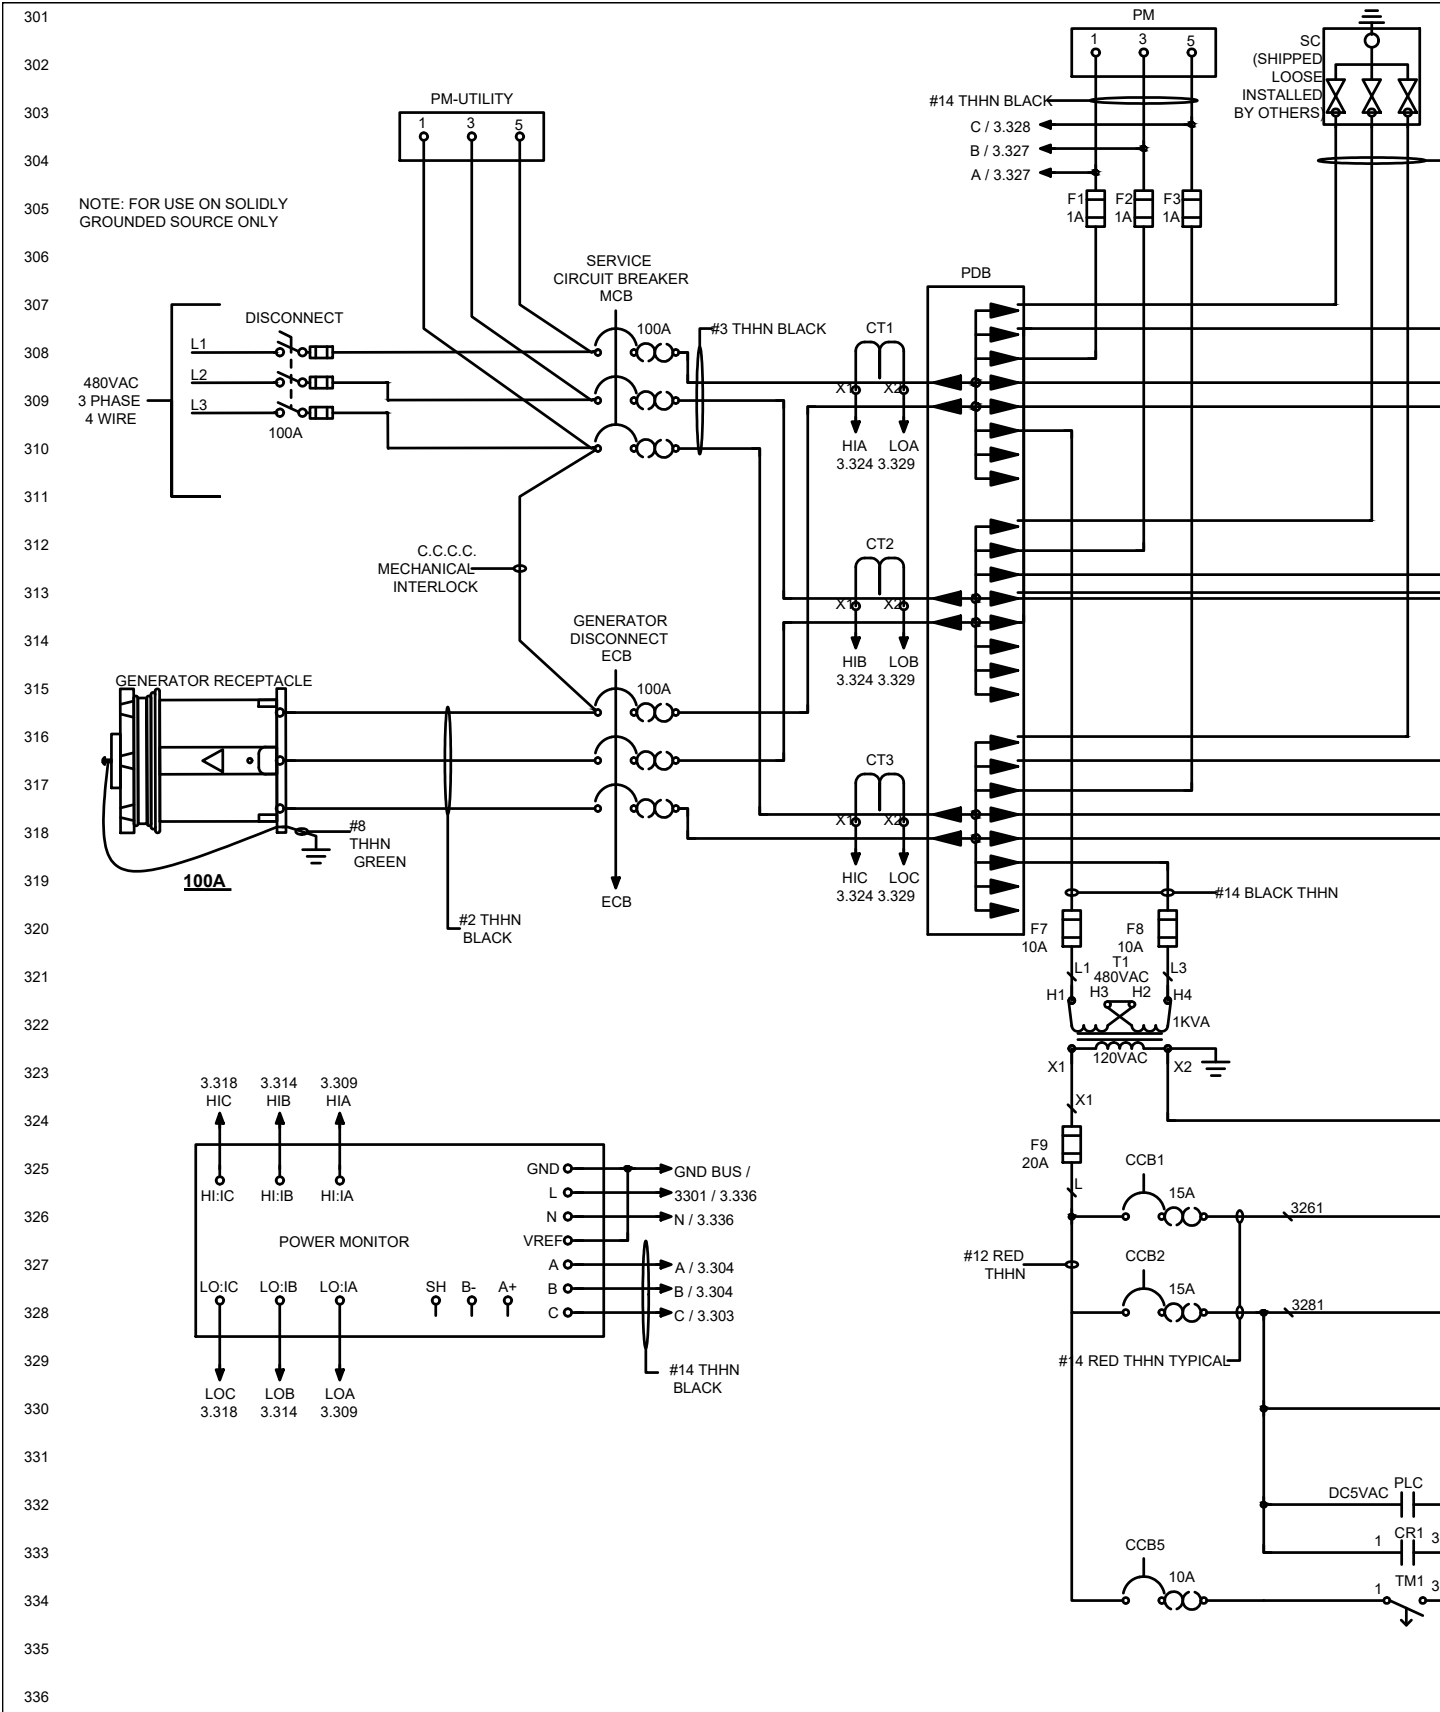 301
PM
302
1 3 5
SC
(SHIPPED
LOOSE
INSTALLED
BY OTHERS)
303
PM-UTILITY
1 3 5
#14 THHN BLACK
C / 3.328
304
B / 3.327
A / 3.327
305
NOTE: FOR USE ON SOLIDLY
GROUNDED SOURCE ONLY
F1
1A
F2
1A
F3
1A
306
SERVICE
CIRCUIT BREAKER
MCB
PDB
307
DISCONNECT
100A
#3 THHN BLACK
CT1
308
L1
480VAC
3 PHASE
4 WIRE
L2
309
L3
X1 X2
100A
310
HIA LOA
3.324 3.329
311
312
C.C.C.C.
MECHANICAL
INTERLOCK
CT2
313
X1 X2
GENERATOR
DISCONNECT
ECB
314
HIB LOB
3.324 3.329
315
GENERATOR RECEPTACLE
100A
316
CT3
317
X1 X2
318
#8
THHN
GREEN
HIC LOC
3.324 3.329
319
100A
ECB
#14 BLACK THHN
320
#2 THHN
BLACK
F7
10A
F8
10A
321
L1
T1
480VAC
L3
H1 H3 H2 H4
322
1KVA
120VAC
323
X1 X2
3.318 3.314 3.309
HIC HIB HIA
324
X1
F9
20A
325
GND
GND BUS /
CCB1
HI:IC HI:IB HI:IA
L
3301 / 3.336
L
15A
326
N
N / 3.336
3261
POWER MONITOR
VREF
327
A
A / 3.304
#12 RED
THHN
CCB2
LO:IC LO:IB LO:IA
SH B- A+
B
B / 3.304
15A
328
C
C / 3.303
3281
329
#14 THHN
BLACK
#14 RED THHN TYPICAL
LOC LOB LOA
330
3.318 3.314 3.309
331
332
DC5VAC
PLC
333
1 CR1 3
CCB5
10A
334
1 TM1 3
335
336